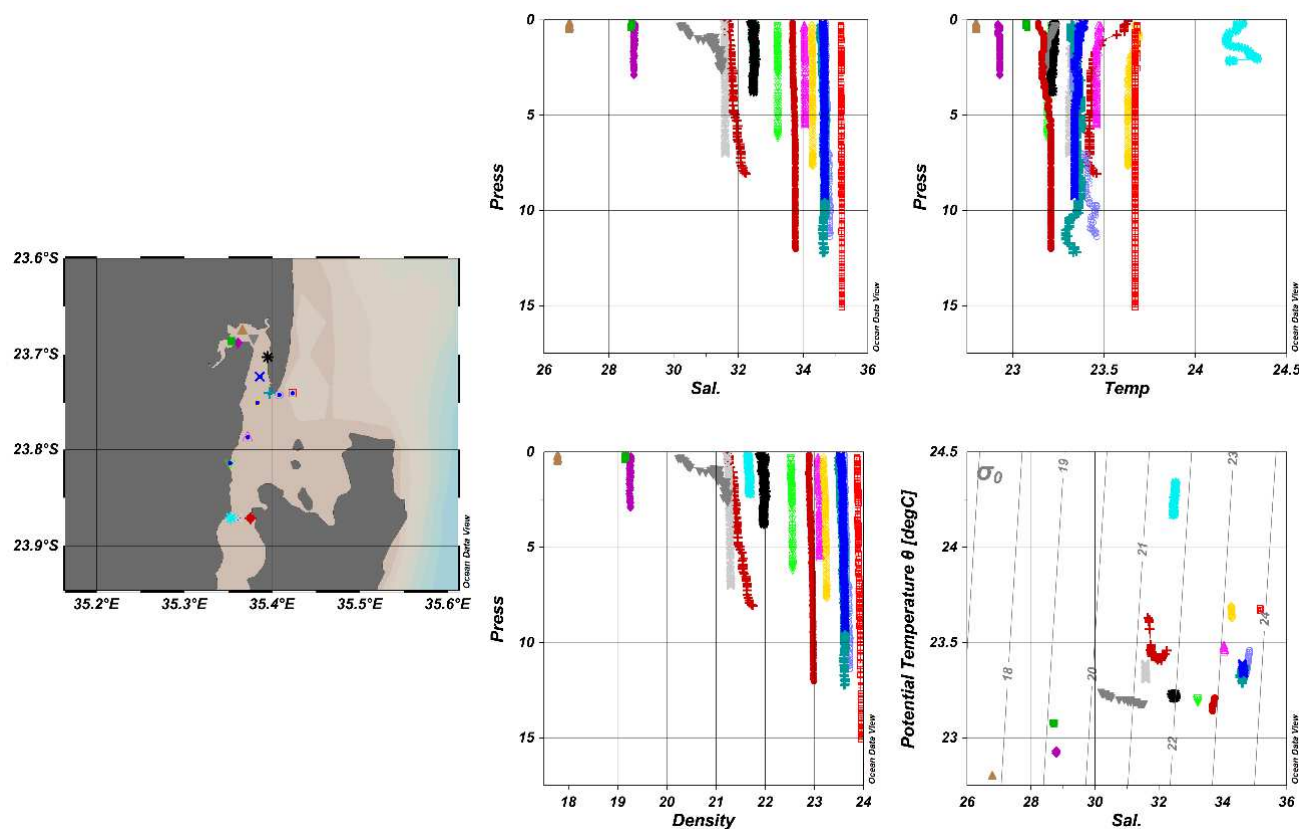 23.6°S
23.7°S
23.8°S
23.9°S
35.2°E
35.3°E
35.4°E
35.5°E
35.6°E
Ocean Data View
0
5
10
15
Press
26
28
30
32
34
36
Sal.
Ocean Data View
0
5
10
15
Press
23
23.5
24
24.5
Temp
Ocean Data View
0
5
10
15
Press
18
19
20
21
22
23
24
Density
Ocean Data View
24.5
24
23.5
23
Potential Temperature θ [degC]
σ0
18
19
20
21
22
23
24
26
28
30
32
34
36
Sal.
Ocean Data View